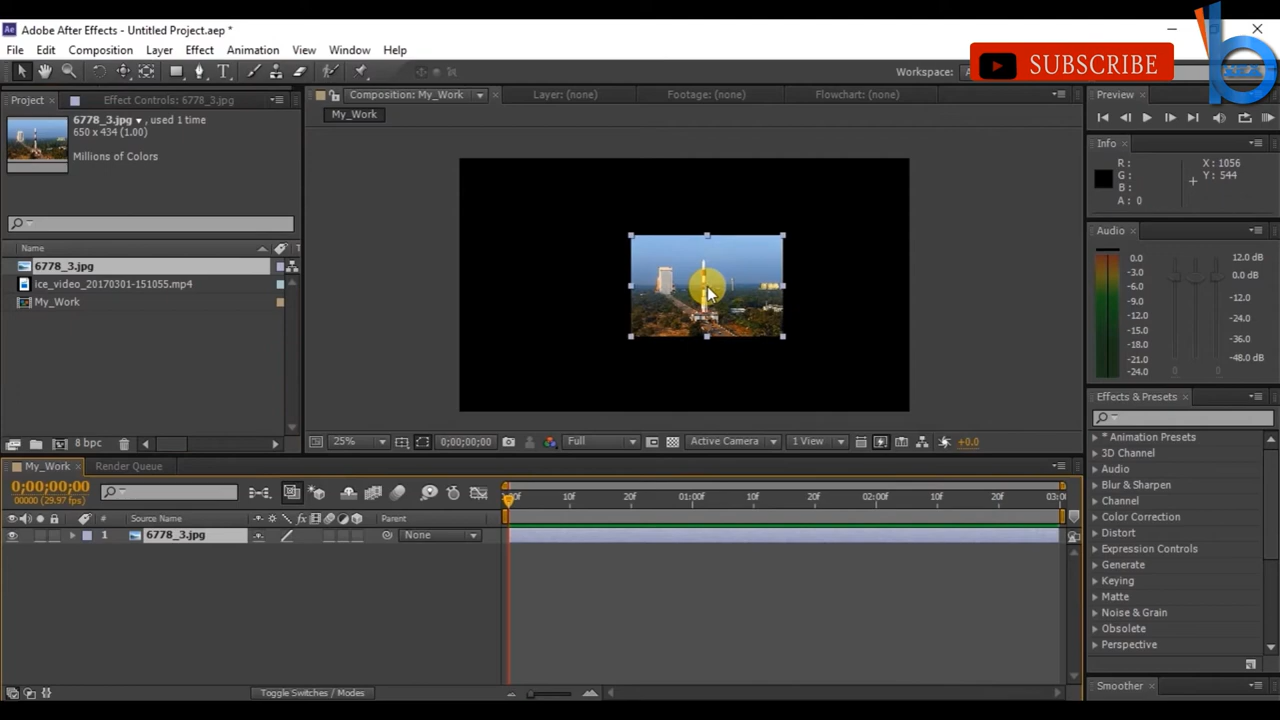 Adobe After Effects - Untitled Project.aep *
File Edit Composition Layer Effect Animation View Window Help
SUBSCRIBE
Workspace:
Project Effect Controls: 6778_3.jpg
Composition: My_Work Layer: (none) Footage: (none) Flowchart: (none)
Preview
6778_3.jpg , used 1 time
650 x 434 (1.00)
Millions of Colors
My_Work
Info
R :
G :
B :
A : 0
X : 1056
Y : 544
Name
6778_3.jpg
ice_video_20170301-151055.mp4
My_Work
Audio
0.0
-3.0
-6.0
-9.0
-12.0
-15.0
-18.0
-21.0
-24.0
12.0 dB
0.0 dB
-12.0
-24.0
-36.0
-48.0 dB
0 0
8 bpc
25% 0;00;00;00 Full Active Camera 1 View +0.0
Effects & Presets
* Animation Presets
3D Channel
Audio
Blur & Sharpen
Channel
Color Correction
Distort
Expression Controls
Generate
Keying
Matte
Noise & Grain
Obsolete
Perspective
Smoother
My_Work Render Queue
0;00;00;00
00000 (29.97 fps)
10f 20f 01:00f 10f 20f 02:00f 10f 20f 03:0
# Source Name Parent
1 6778_3.jpg None
Toggle Switches / Modes